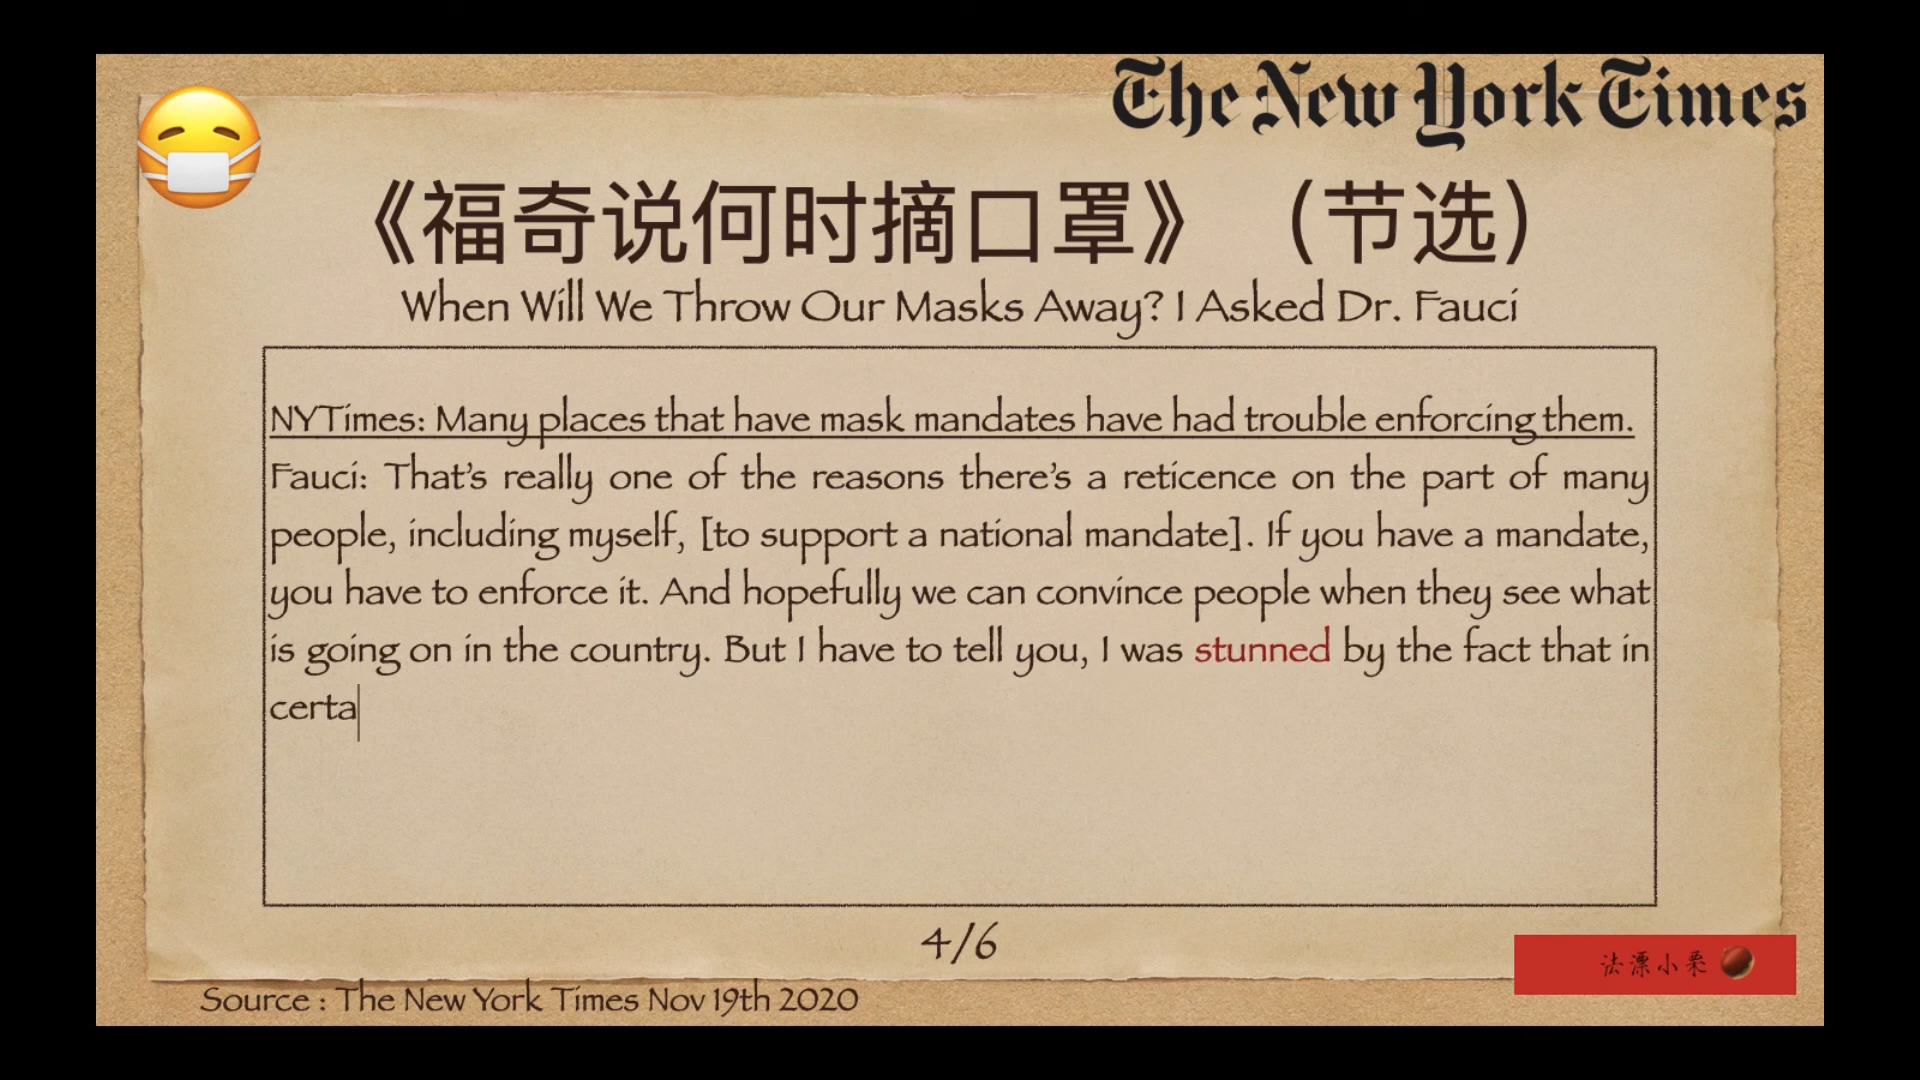 The New York Times
《福奇说何时摘口罩》（节选）
When Will We Throw Our Masks Away? I Asked Dr. Fauci
NYTimes: Many places that have mask mandates have had trouble enforcing them.
Fauci: That's really one of the reasons there's a reticence on the part of many
people, including myself, [to support a national mandate]. If you have a mandate,
you have to enforce it. And hopefully we can convince people when they see what
is going on in the country. But I have to tell you, I was stunned by the fact that in
certa
4/6
法漂小栗
Source : The New York Times Nov 19th 2020